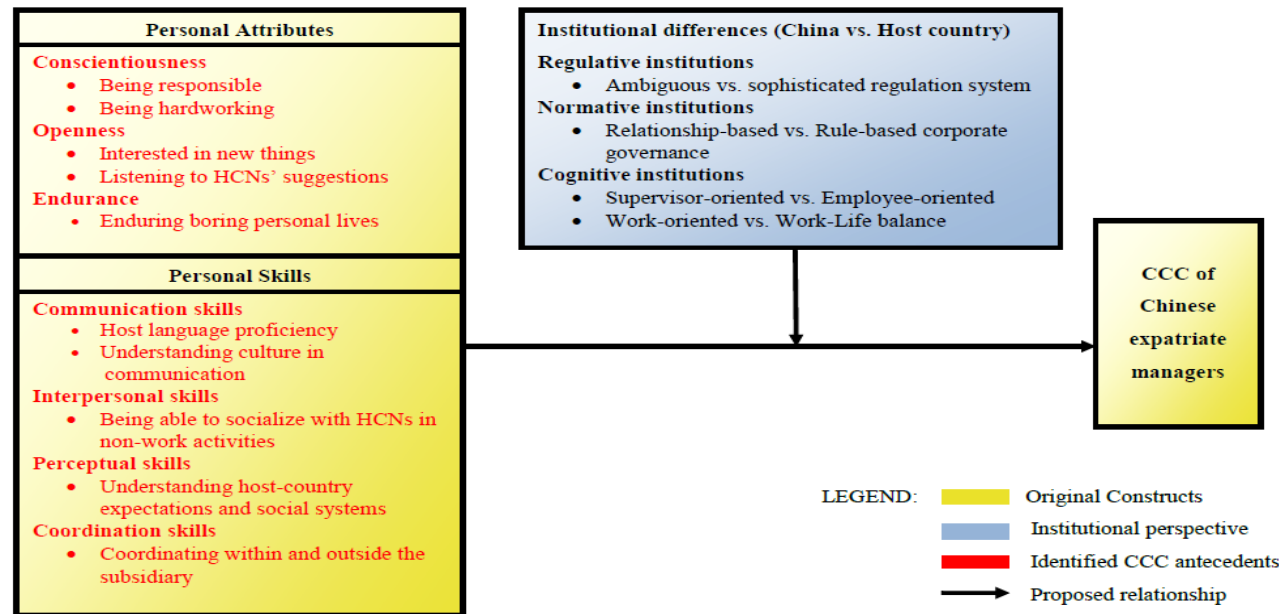 Personal Attributes
Conscientiousness
• Being responsible
• Being hardworking
Openness
• Interested in new things
• Listening to HCNs' suggestions
Endurance
• Enduring boring personal lives
Personal Skills
Communication skills
• Host language proficiency
• Understanding culture in
communication
Interpersonal skills
• Being able to socialize with HCNs in
non-work activities
Perceptual skills
• Understanding host-country
expectations and social systems
Coordination skills
• Coordinating within and outside the
subsidiary
Institutional differences (China vs. Host country)
Regulative institutions
• Ambiguous vs. sophisticated regulation system
Normative institutions
• Relationship-based vs. Rule-based corporate
governance
Cognitive institutions
• Supervisor-oriented vs. Employee-oriented
• Work-oriented vs. Work-Life balance
CCC of
Chinese
expatriate
managers
LEGEND:
Original Constructs
Institutional perspective
Identified CCC antecedents
Proposed relationship